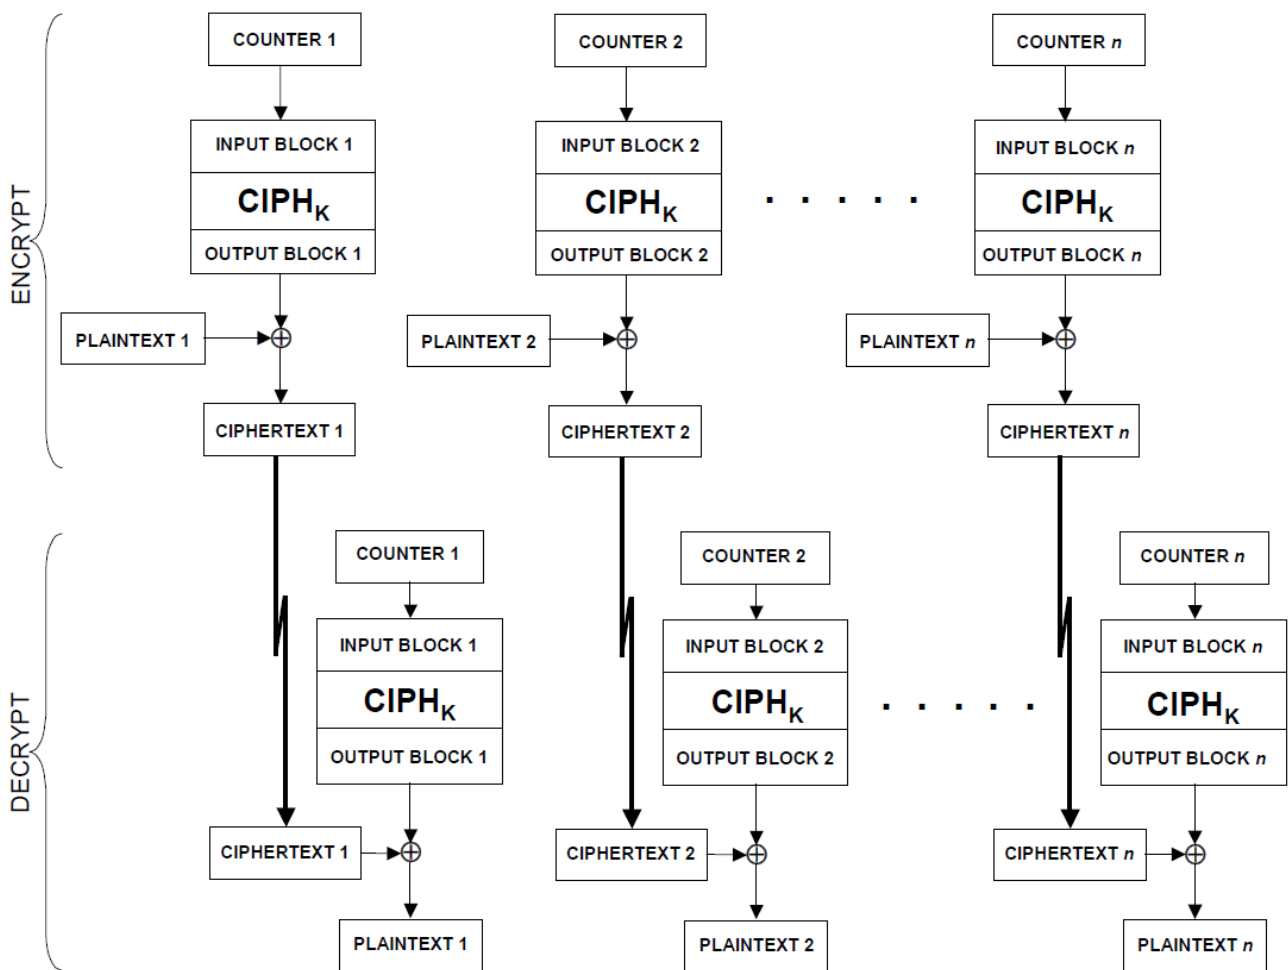 ENCRYPT
COUNTER 1
COUNTER 2
COUNTER n
INPUT BLOCK 1
INPUT BLOCK 2
INPUT BLOCK n
CIPHK
CIPHK
. . . . .
CIPHK
OUTPUT BLOCK 1
OUTPUT BLOCK 2
OUTPUT BLOCK n
PLAINTEXT 1
PLAINTEXT 2
PLAINTEXT n
CIPHERTEXT 1
CIPHERTEXT 2
CIPHERTEXT n
DECRYPT
COUNTER 1
COUNTER 2
COUNTER n
INPUT BLOCK 1
INPUT BLOCK 2
INPUT BLOCK n
CIPHK
CIPHK
. . . . .
CIPHK
OUTPUT BLOCK 1
OUTPUT BLOCK 2
OUTPUT BLOCK n
CIPHERTEXT 1
CIPHERTEXT 2
CIPHERTEXT n
PLAINTEXT 1
PLAINTEXT 2
PLAINTEXT n